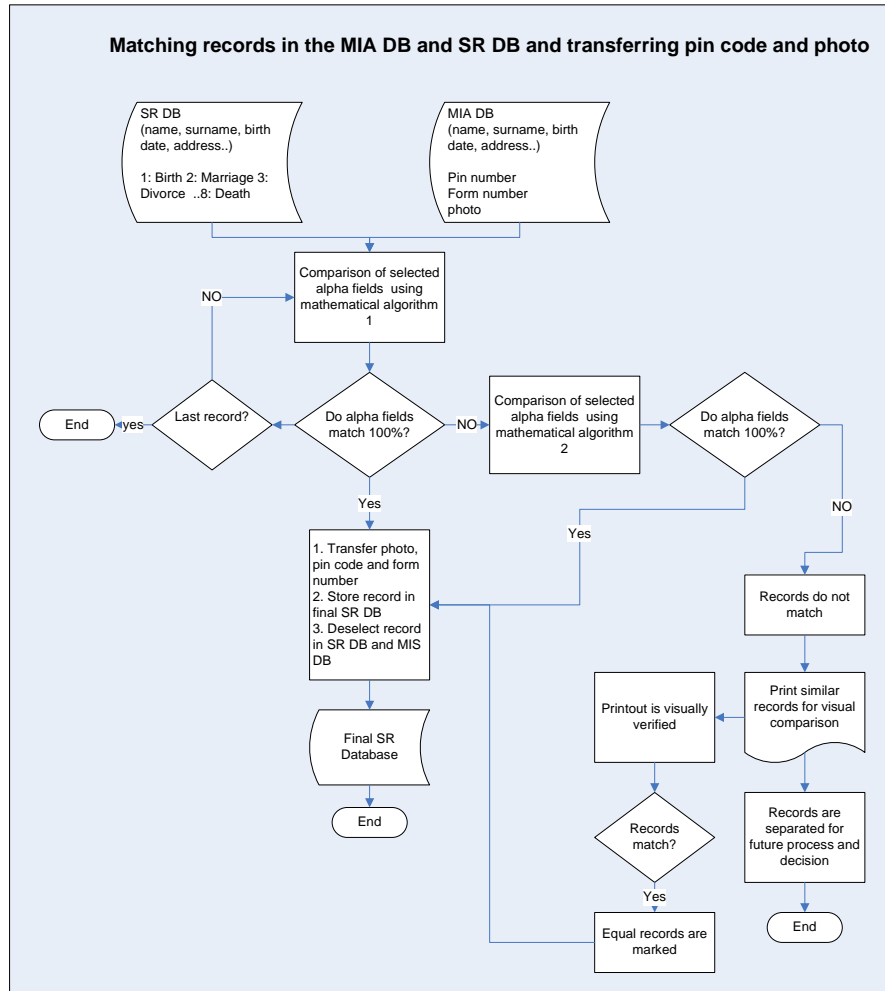 Matching records in the MIA DB and SR DB and transferring pin code and photo
SR DB
(name, surname, birth
date, address..)
1: Birth 2: Marriage 3:
Divorce ..8: Death
MIA DB
(name, surname, birth
date, address..)
Pin number
Form number
photo
Comparison of selected
alpha fields using
mathematical algorithm
1
NO
End
yes
Last record?
Do alpha fields
match 100%?
NO
Comparison of selected
alpha fields using
mathematical algorithm
2
Do alpha fields
match 100%?
Yes
Yes
NO
1. Transfer photo,
pin code and form
number
2. Store record in
final SR DB
3. Deselect record
in SR DB and MIS
DB
Records do not
match
Printout is visually
verified
Print similar
records for visual
comparison
Final SR
Database
Records
match?
Records are
separated for
future process and
decision
End
Yes
Equal records are
marked
End